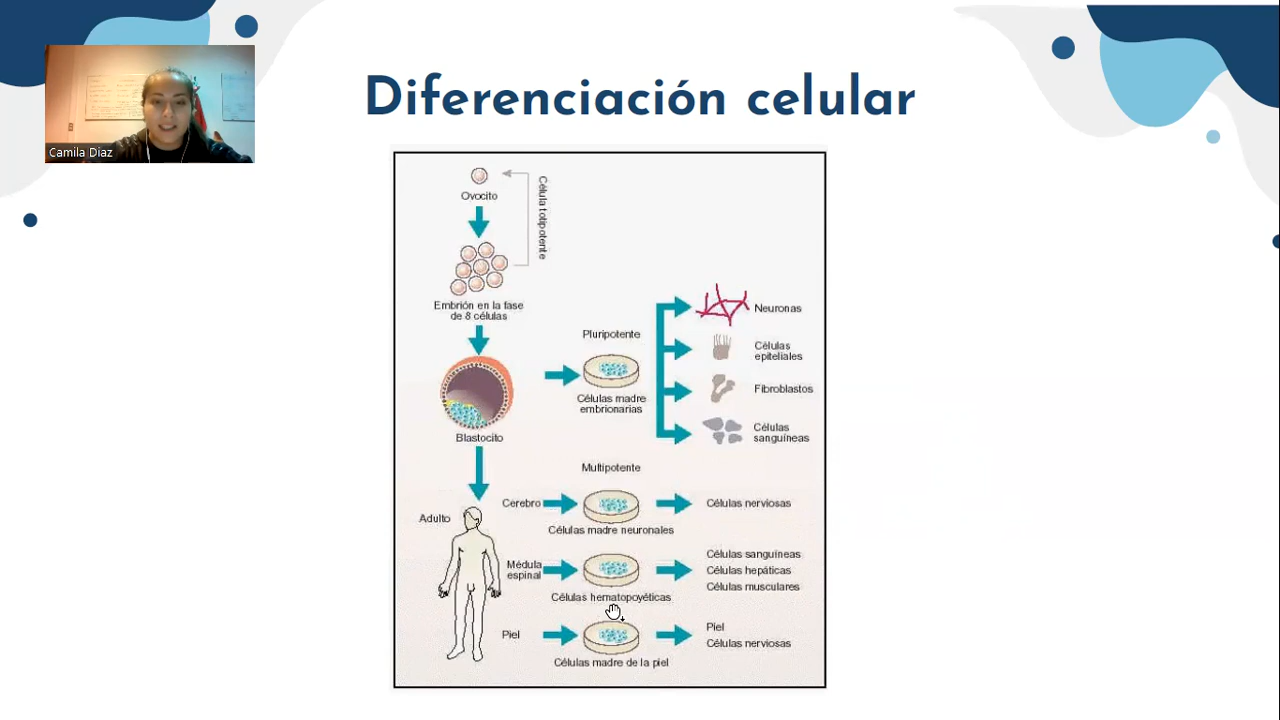 Diferenciación celular
Camila Diaz
Ovocito
Célula totipotente
Embrión en la fase
de 8 células
Pluripotente
Células madre
embrionarias
Neuronas
Células
epiteliales
Fibroblastos
Células
sanguíneas
Blastocito
Multipotente
Adulto
Cerebro
Células madre neuronales
Células nerviosas
Médula
espinal
Células hematopoyéticas
Células sanguíneas
Células hepáticas
Células musculares
Piel
Células madre de la piel
Piel
Células nerviosas